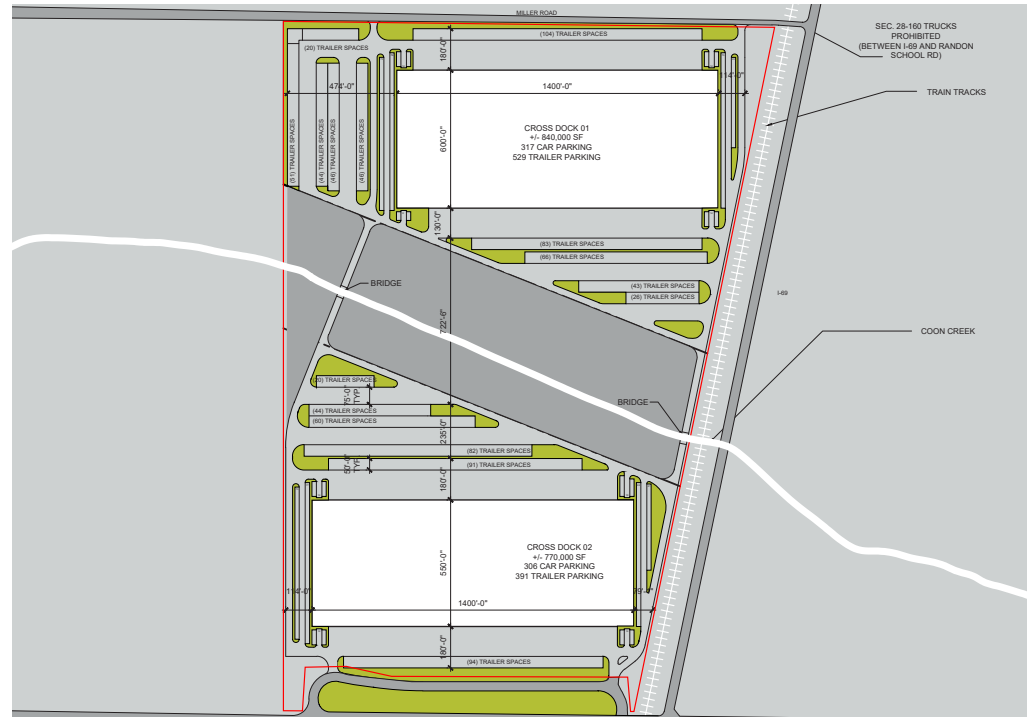 MILLER ROAD
SEC. 28-160 TRUCKS
PROHIBITED
(BETWEEN I-69 AND RANDON
SCHOOL RD)
(104) TRAILER SPACES
(20) TRAILER SPACES
180'-0"
474'-0"
1400'-0"
114'-0"
TRAIN TRACKS
CROSS DOCK 01
+/- 840,000 SF
317 CAR PARKING
529 TRAILER PARKING
600'-0"
(51) TRAILER SPACES
(44) TRAILER SPACES
(46) TRAILER SPACES
(46) TRAILER SPACES
130'-0"
(83) TRAILER SPACES
(66) TRAILER SPACES
BRIDGE
(43) TRAILER SPACES
(26) TRAILER SPACES
I-69
722'-6"
COON CREEK
(20) TRAILER SPACES
75'-0"
TYP.
BRIDGE
(44) TRAILER SPACES
(60) TRAILER SPACES
235'-0"
(82) TRAILER SPACES
50'-0"
TYP.
(91) TRAILER SPACES
180'-0"
CROSS DOCK 02
+/- 770,000 SF
306 CAR PARKING
391 TRAILER PARKING
550'-0"
114'-0"
1400'-0"
180'-0"
(94) TRAILER SPACES